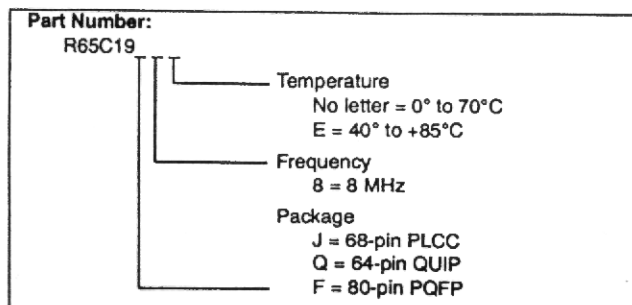 Part Number:
R65C19
Temperature
No letter = 0° to 70°C
E = 40° to +85°C
Frequency
8 = 8 MHz
Package
J = 68-pin PLCC
Q = 64-pin QUIP
F = 80-pin PQFP